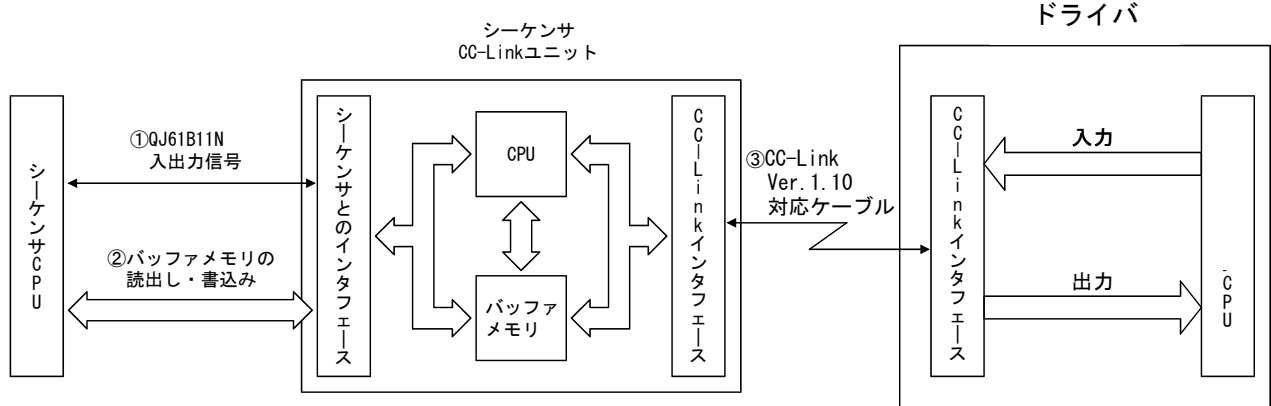 ドライバ
シーケンサ
CC-Linkユニット
シーケンサCPU
①QJ61B11N
入出力信号
②バッファメモリの
読出し・書込み
シーケンサとのインタフェース
CPU
バッファ
メモリ
CC-Linkインタフェース
③CC-Link
Ver.1.10
対応ケーブル
CC-Linkインタフェース
入力
出力
CPU